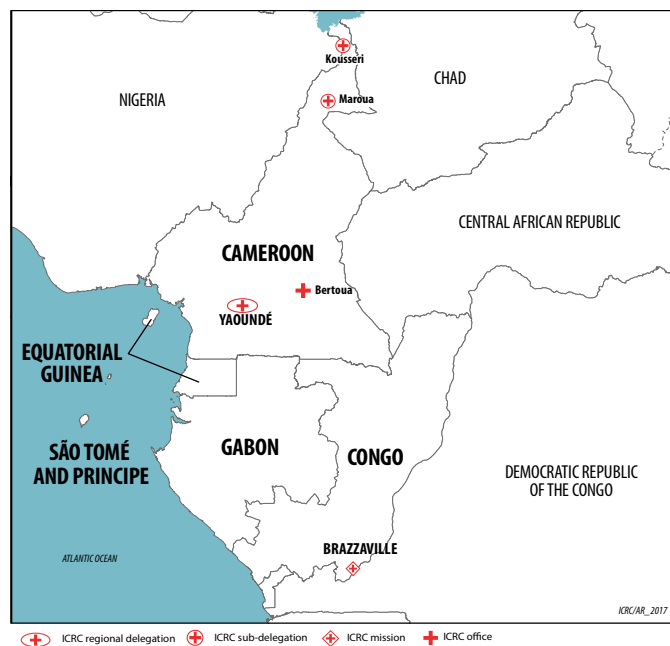 Kousseri
CHAD
NIGERIA
Maroua
CENTRAL AFRICAN REPUBLIC
CAMEROON
Bertoua
YAOUNDÉ
EQUATORIAL
GUINEA
GABON
CONGO
SÃO TOMÉ
AND PRINCIPE
DEMOCRATIC REPUBLIC
OF THE CONGO
BRAZZAVILLE
ATLANTIC OCEAN
ICRC/AR_2017
ICRC regional delegation ICRC sub-delegation ICRC mission ICRC office